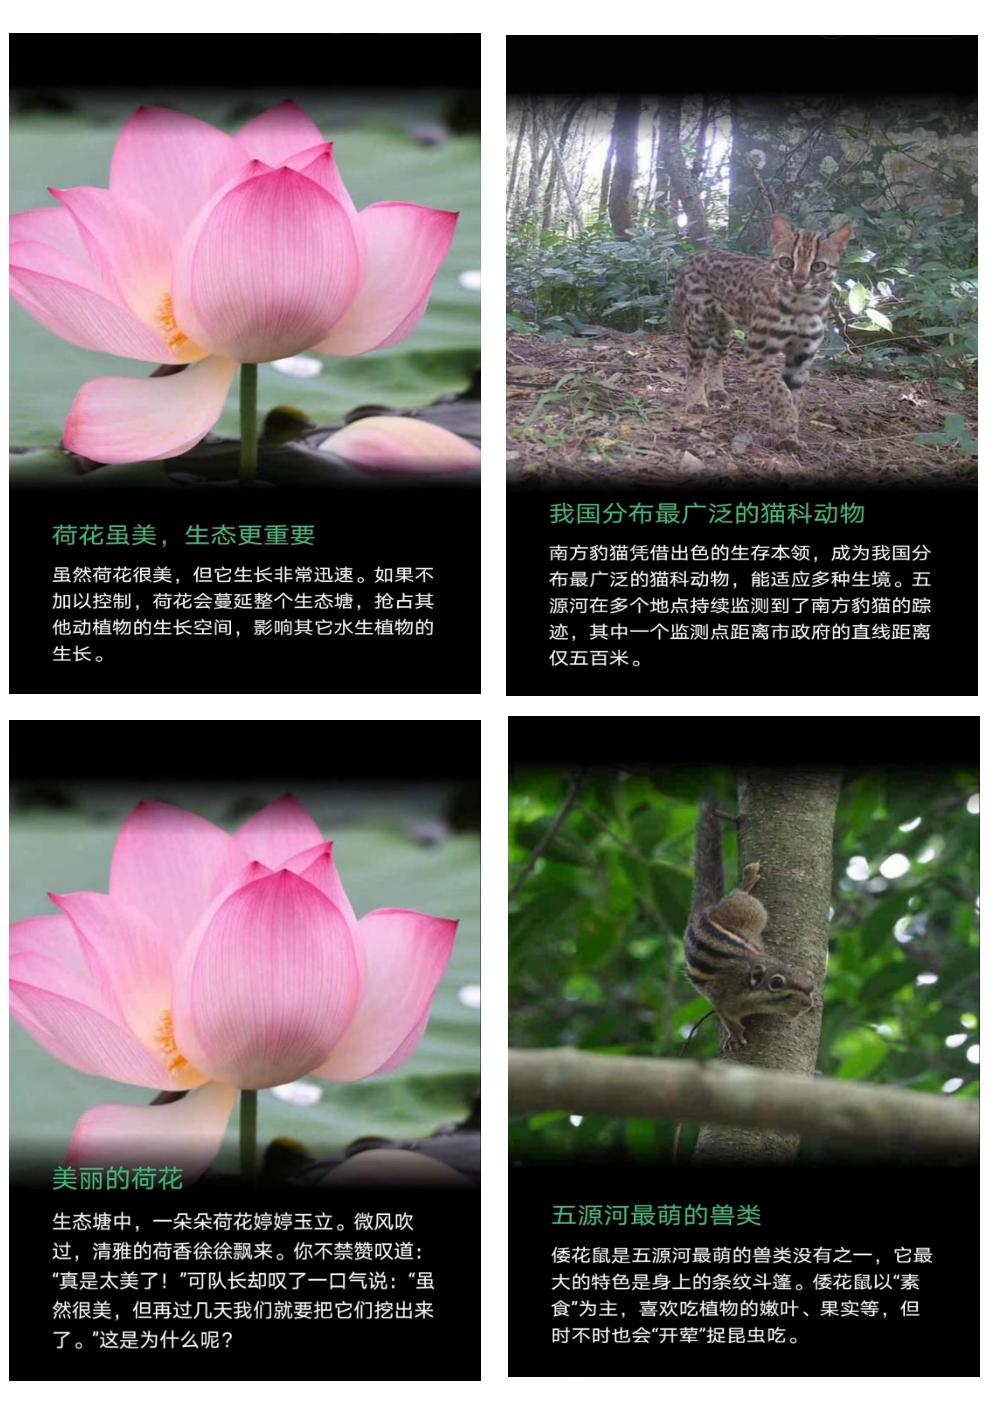 荷花虽美，生态更重要
虽然荷花很美，但它生长非常迅速。如果不
加以控制，荷花会蔓延整个生态塘，抢占其
他动植物的生长空间，影响其它水生植物的
生长。
我国分布最广泛的猫科动物
南方豹猫凭借出色的生存本领，成为我国分
布最广泛的猫科动物，能适应多种生境。五
源河在多个地点持续监测到了南方豹猫的踪
迹，其中一个监测点距离市政府的直线距离
仅五百米。
美丽的荷花
生态塘中，一朵朵荷花婷婷玉立。微风吹
过，清雅的荷香徐徐飘来。你不禁赞叹道：
“真是太美了！”可队长却叹了一口气说：“虽
然很美，但再过几天我们就要把它们挖出来
了。”这是为什么呢？
五源河最萌的兽类
倭花鼠是五源河最萌的兽类没有之一，它最
大的特色是身上的条纹斗篷。倭花鼠以“素
食”为主，喜欢吃植物的嫩叶、果实等，但
时不时也会“开荤”捉昆虫吃。